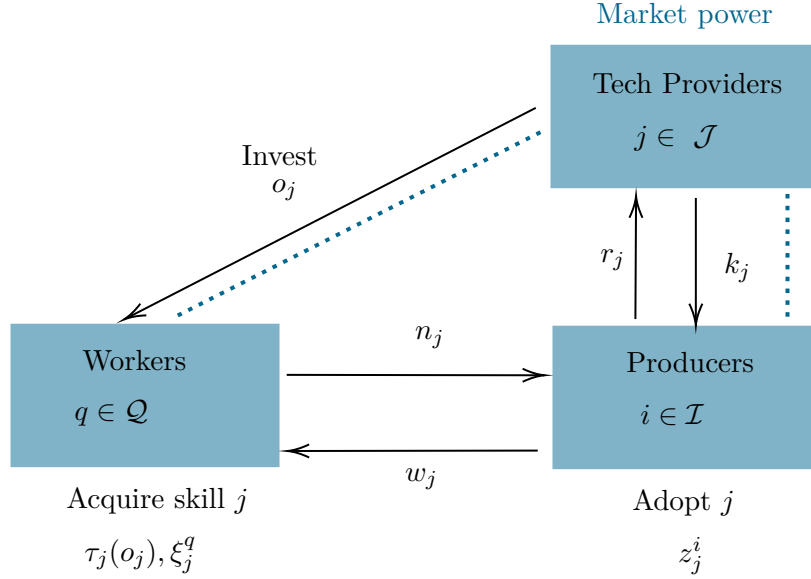 Market power
Tech Providers
j ∈ 𝒥
Invest
o_j
r_j
k_j
n_j
Workers
q ∈ 𝒬
Producers
i ∈ ℐ
w_j
Acquire skill j
τ_j(o_j), ξ_j^q
Adopt j
z_j^i